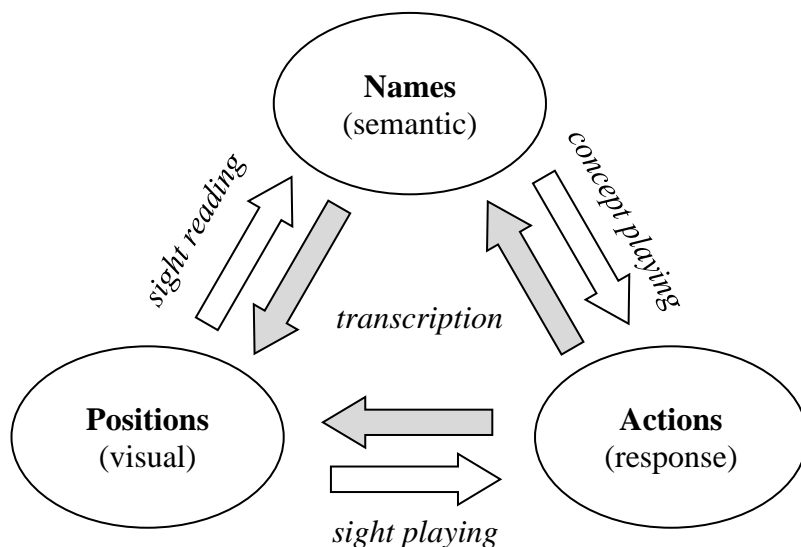 Names
(semantic)
sight reading
concept playing
transcription
Positions
(visual)
Actions
(response)
sight playing